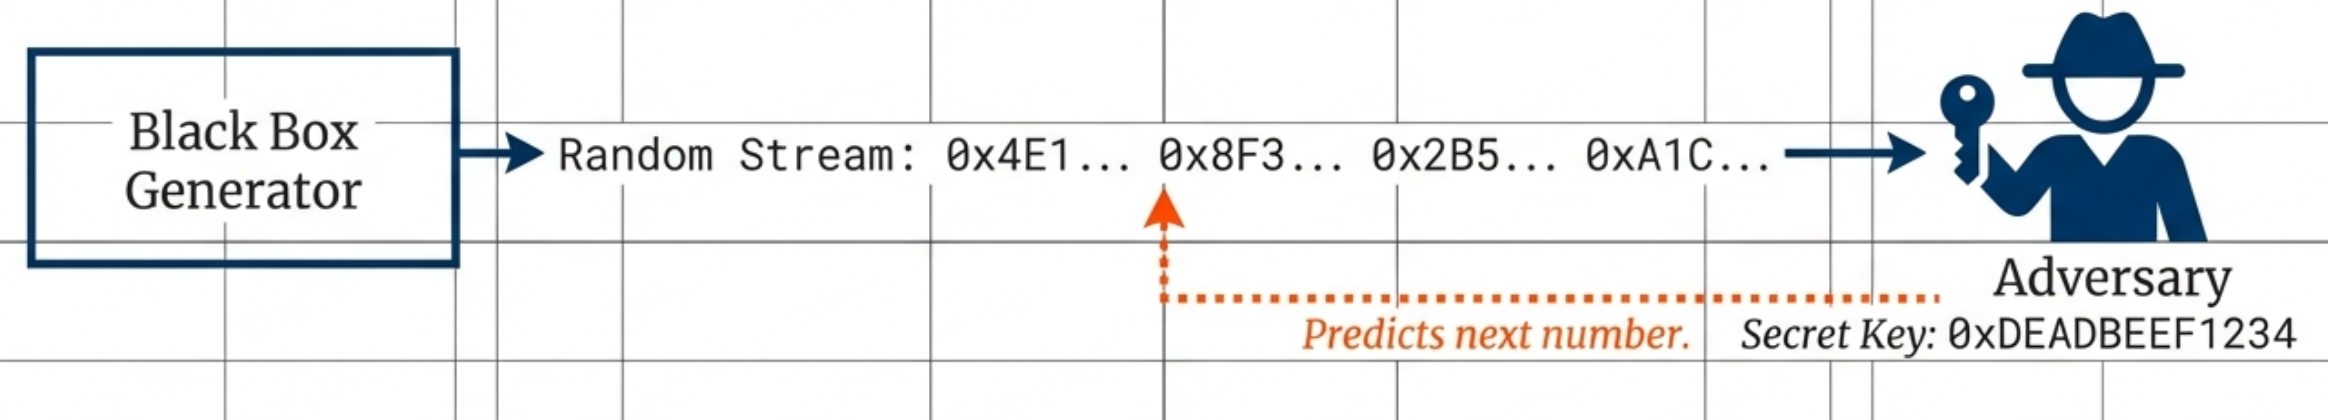 Black Box
Generator
Random Stream: 0x4E1... 0x8F3... 0x2B5... 0xA1C...
Adversary
Predicts next number.
Secret Key: 0xDEADBEEF1234